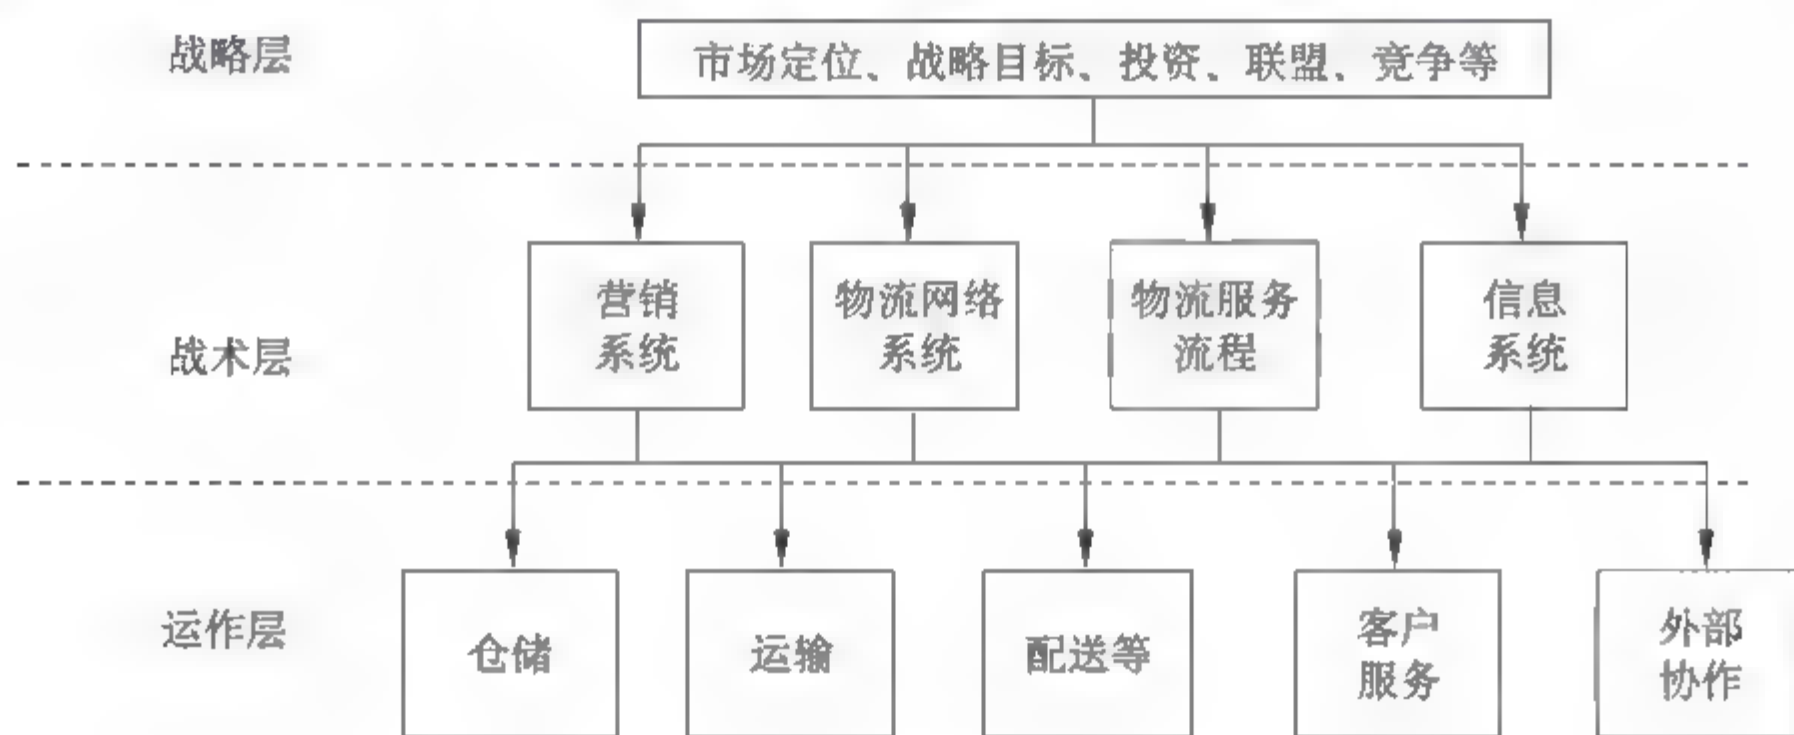 战略层
市场定位、战略目标、投资、联盟、竞争等
战术层
营销
系统
物流网络
系统
物流服务
流程
信息
系统
运作层
仓储
运输
配送等
客户
服务
外部
协作